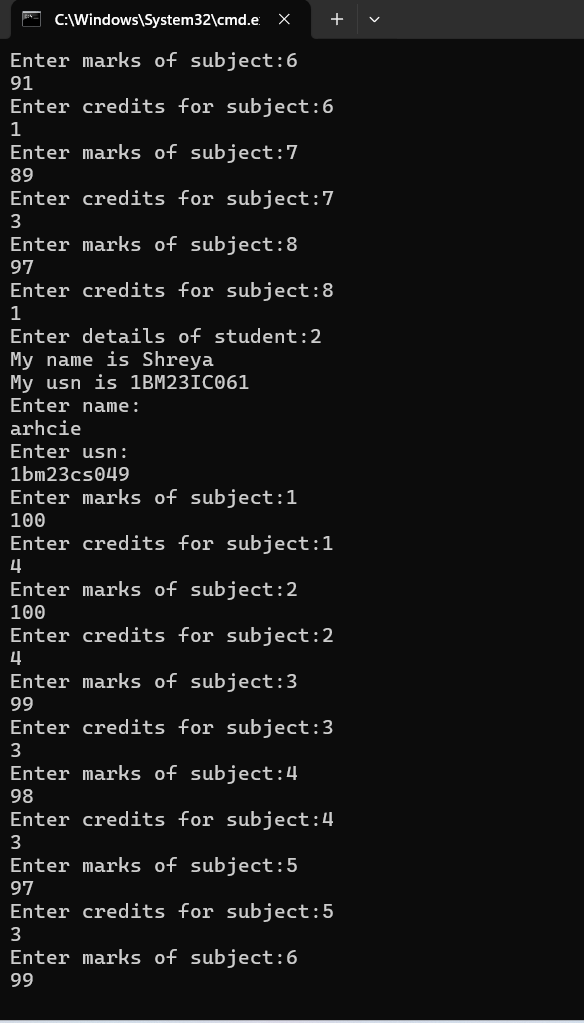 C:\Windows\System32\cmd.e
Enter marks of subject:6
91
Enter credits for subject:6
1
Enter marks of subject:7
89
Enter credits for subject:7
3
Enter marks of subject:8
97
Enter credits for subject:8
1
Enter details of student:2
My name is Shreya
My usn is 1BM23IC061
Enter name:
arhcie
Enter usn:
1bm23cs049
Enter marks of subject:1
100
Enter credits for subject:1
4
Enter marks of subject:2
100
Enter credits for subject:2
4
Enter marks of subject:3
99
Enter credits for subject:3
3
Enter marks of subject:4
98
Enter credits for subject:4
3
Enter marks of subject:5
97
Enter credits for subject:5
3
Enter marks of subject:6
99